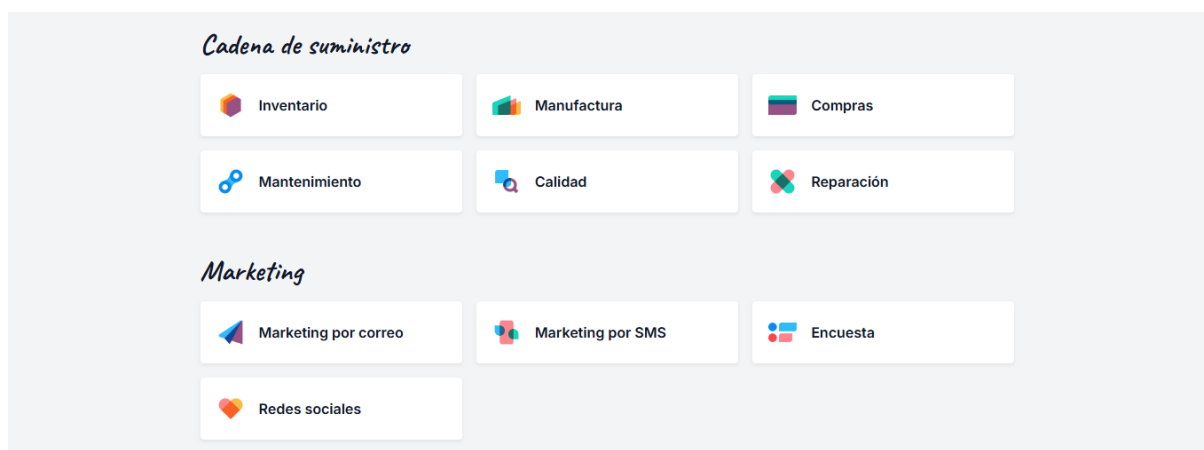 Cadena de suministro
Inventario
Manufactura
Compras
Mantenimiento
Calidad
Reparación
Marketing
Marketing por correo
Marketing por SMS
Encuesta
Redes sociales